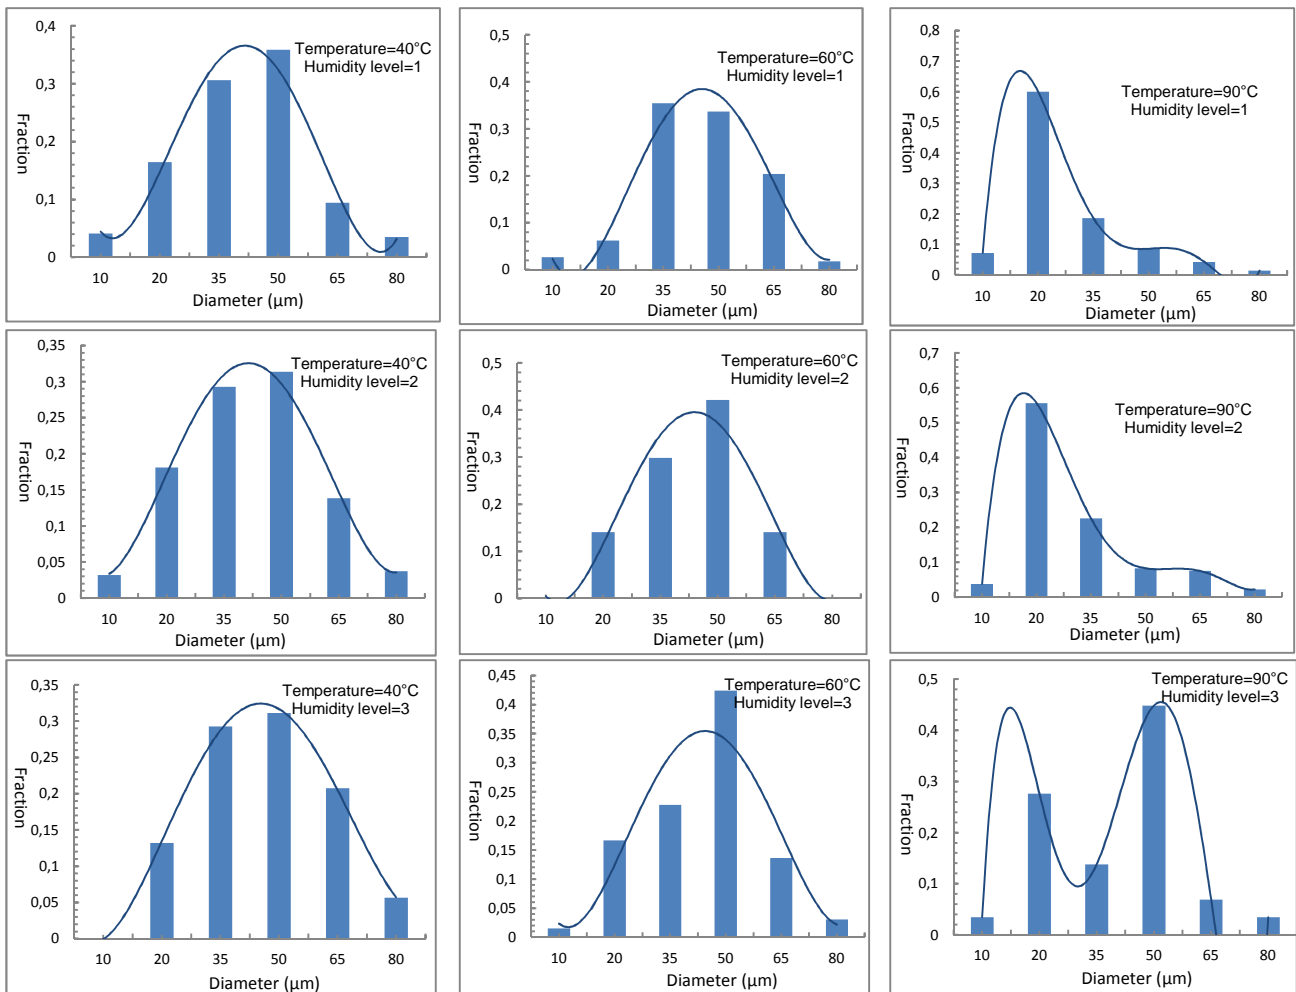 0,4
0,3
0,2
0,1
0
Fraction
Temperature=40°C
Humidity level=1
10 20 35 50 65 80
Diameter (µm)
0,5
0,4
0,3
0,2
0,1
0
Fraction
Temperature=60°C
Humidity level=1
10 20 35 50 65 80
Diameter (µm)
0,8
0,7
0,6
0,5
0,4
0,3
0,2
0,1
0
Fraction
Temperature=90°C
Humidity level=1
10 20 35 50 65 80
Diameter (µm)
0,35
0,3
0,25
0,2
0,15
0,1
0,05
0
Fraction
Temperature=40°C
Humidity level=2
10 20 35 50 65 80
Diameter (µm)
0,5
0,4
0,3
0,2
0,1
0
Fraction
Temperature=60°C
Humidity level=2
10 20 35 50 65 80
Diameter (µm)
0,7
0,6
0,5
0,4
0,3
0,2
0,1
0
Fraction
Temperature=90°C
Humidity level=2
10 20 35 50 65 80
Diameter (µm)
0,35
0,3
0,25
0,2
0,15
0,1
0,05
0
Fraction
Temperature=40°C
Humidity level=3
10 20 35 50 65 80
Diameter (µm)
0,45
0,4
0,35
0,3
0,25
0,2
0,15
0,1
0,05
0
Fraction
Temperature=60°C
Humidity level=3
10 20 35 50 65 80
Diameter (µm)
0,5
0,4
0,3
0,2
0,1
0
Fraction
Temperature=90°C
Humidity level=3
10 20 35 50 65 80
Diameter (µm)